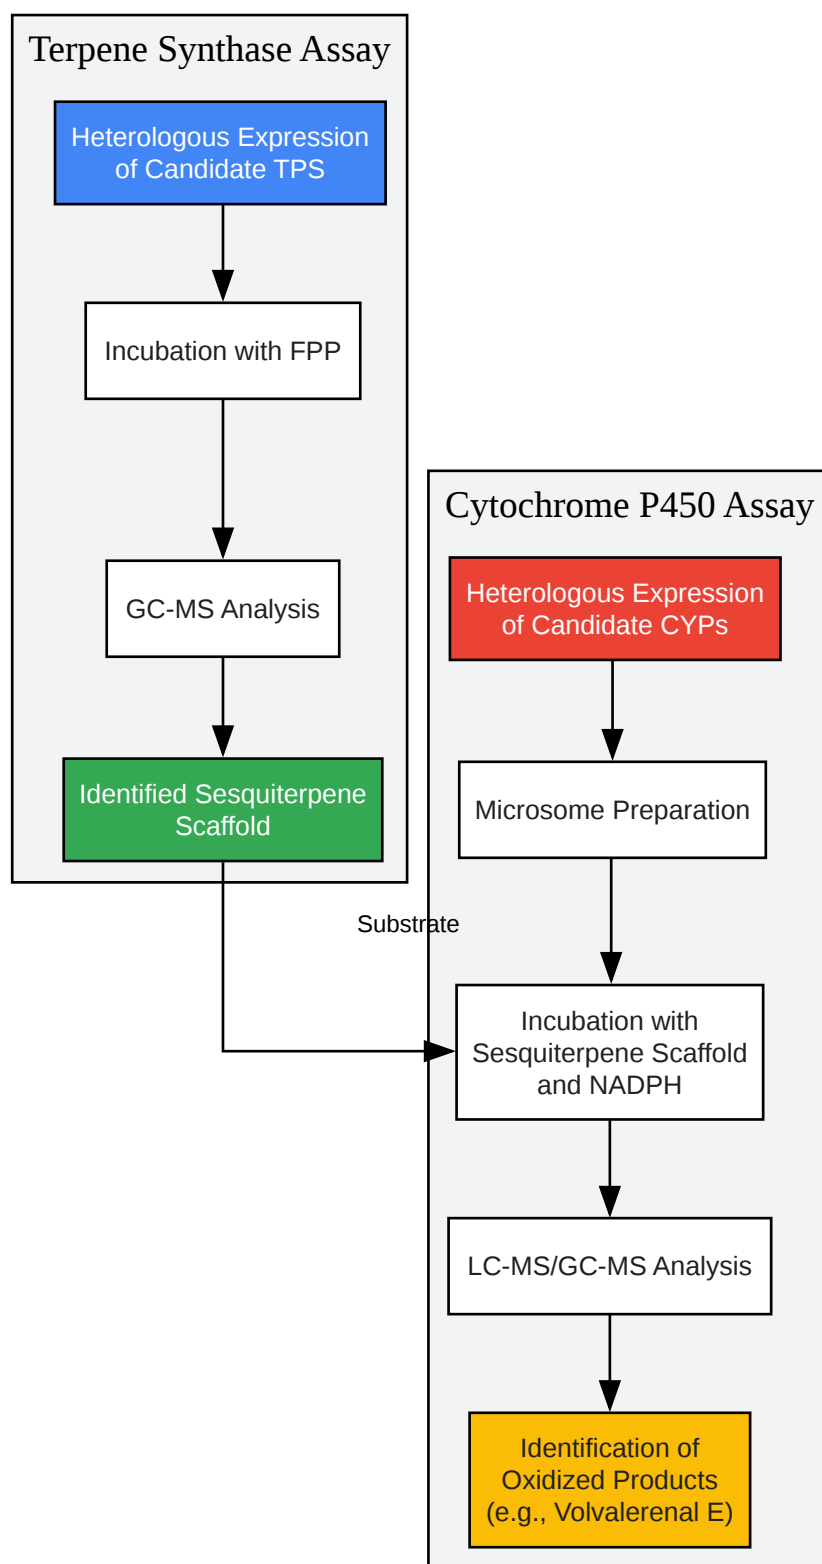 Terpene Synthase Assay
Heterologous Expression
of Candidate TPS
Incubation with FPP
GC-MS Analysis
Identified Sesquiterpene
Scaffold
Substrate
Cytochrome P450 Assay
Heterologous Expression
of Candidate CYPs
Microsome Preparation
Incubation with
Sesquiterpene Scaffold
and NADPH
LC-MS/GC-MS Analysis
Identification of
Oxidized Products
(e.g., Volvalerenal E)